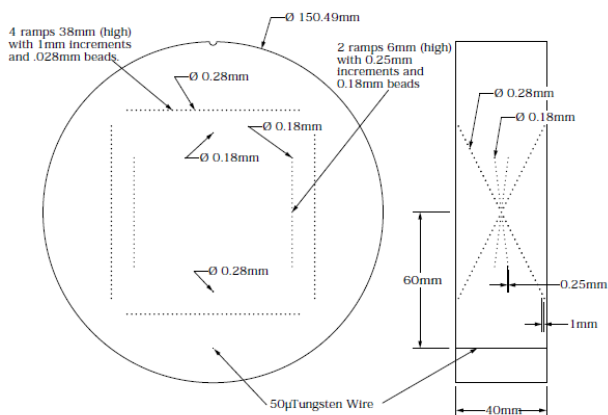 4 ramps 38mm (high)
with 1mm increments
and .028mm beads.
Ø 150.49mm
2 ramps 6mm (high)
with 0.25mm
increments and
0.18mm beads
Ø 0.28mm
Ø 0.18mm
Ø 0.18mm
Ø 0.28mm
50µTungsten Wire
Ø 0.28mm
Ø 0.18mm
60mm
0.25mm
1mm
40mm